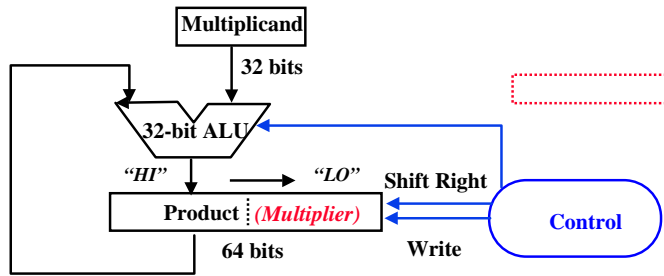 Multiplicand
32 bits
32-bit ALU
“HI” “LO”
Shift Right
Product (Multiplier)
Control
64 bits
Write